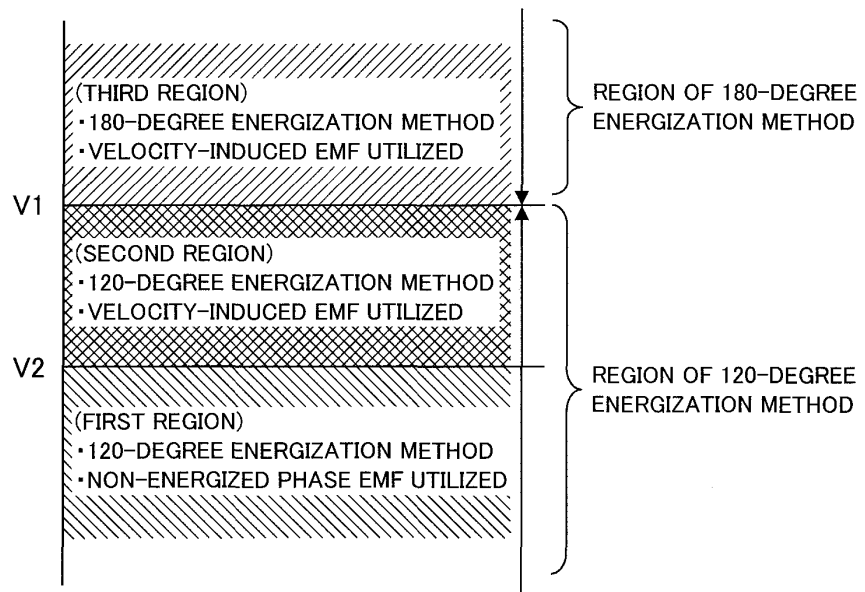 (THIRD REGION)
・180-DEGREE ENERGIZATION METHOD
・VELOCITY-INDUCED EMF UTILIZED
REGION OF 180-DEGREE
ENERGIZATION METHOD
V1
(SECOND REGION)
・120-DEGREE ENERGIZATION METHOD
・VELOCITY-INDUCED EMF UTILIZED
V2
(FIRST REGION)
・120-DEGREE ENERGIZATION METHOD
・NON-ENERGIZED PHASE EMF UTILIZED
REGION OF 120-DEGREE
ENERGIZATION METHOD